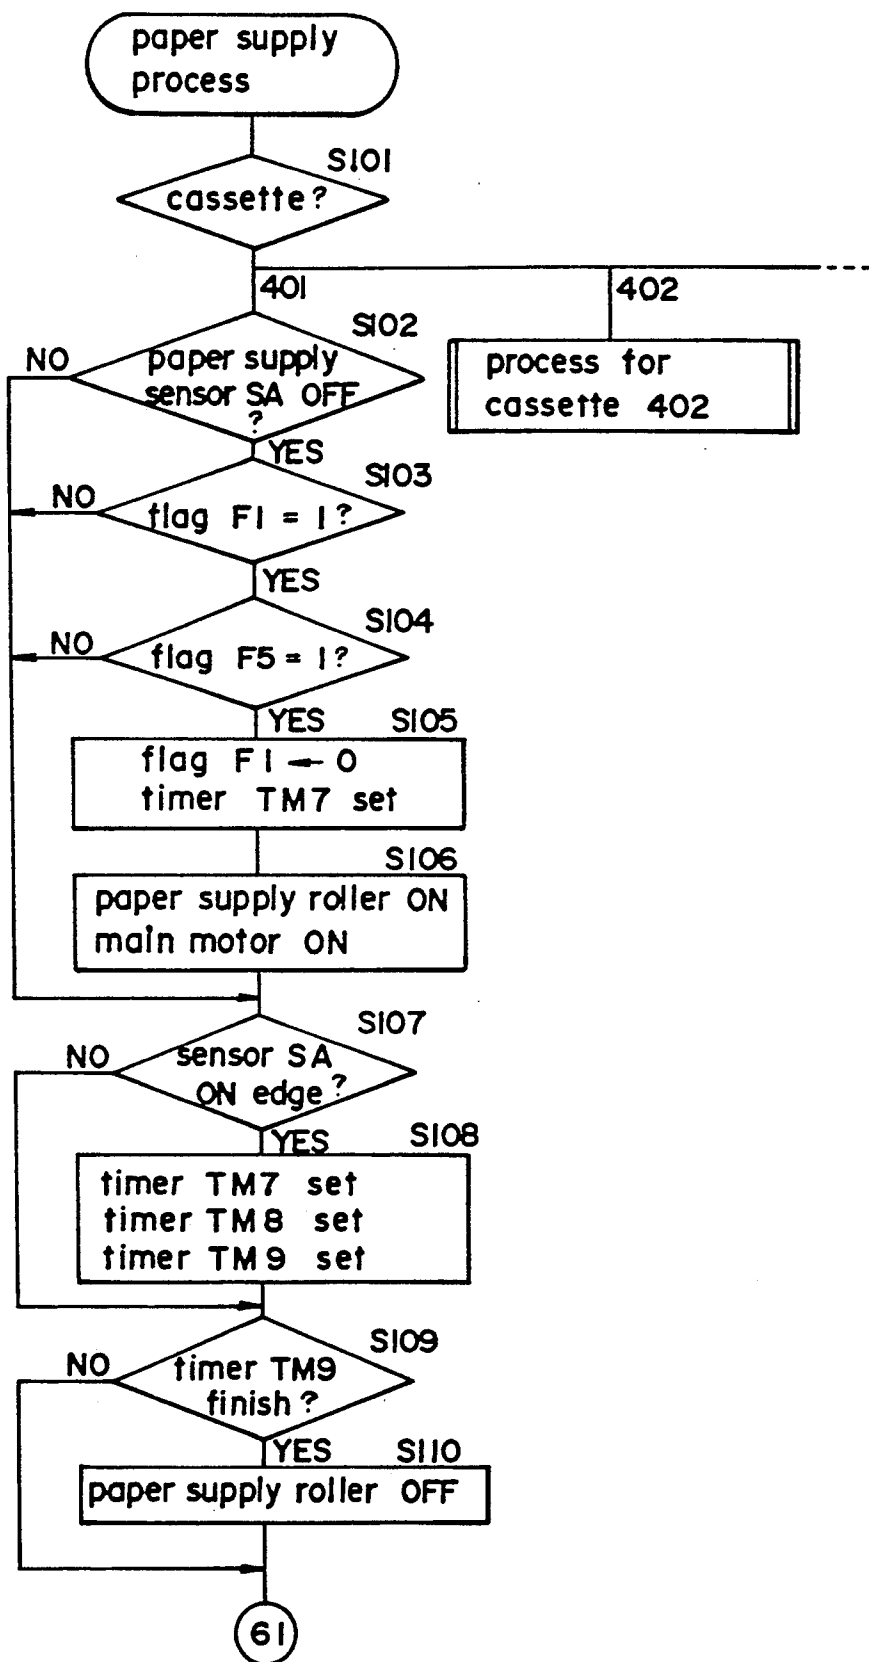 paper supply
process
S101
cassette?
401
402
S102
NO
paper supply
sensor SA OFF
?
process for
cassette 402
YES
S103
NO
flag F1 = 1?
YES
S104
NO
flag F5 = 1?
YES
S105
flag F1 ← 0
timer TM7 set
S106
paper supply roller ON
main motor ON
S107
NO
sensor SA
ON edge?
YES
S108
timer TM7 set
timer TM8 set
timer TM9 set
S109
NO
timer TM9
finish?
YES
S110
paper supply roller OFF
61